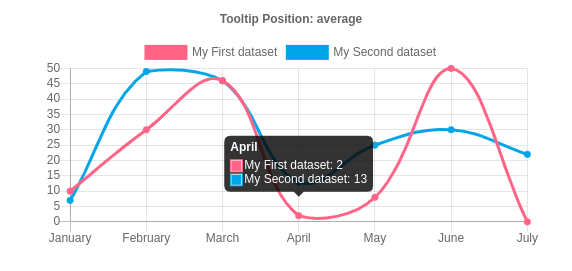 Tooltip Position: average
My First dataset My Second dataset
50
45
40
35
30
25
20
15
10
5
0
April
My First dataset: 2
My Second dataset: 13
January February March April May June July